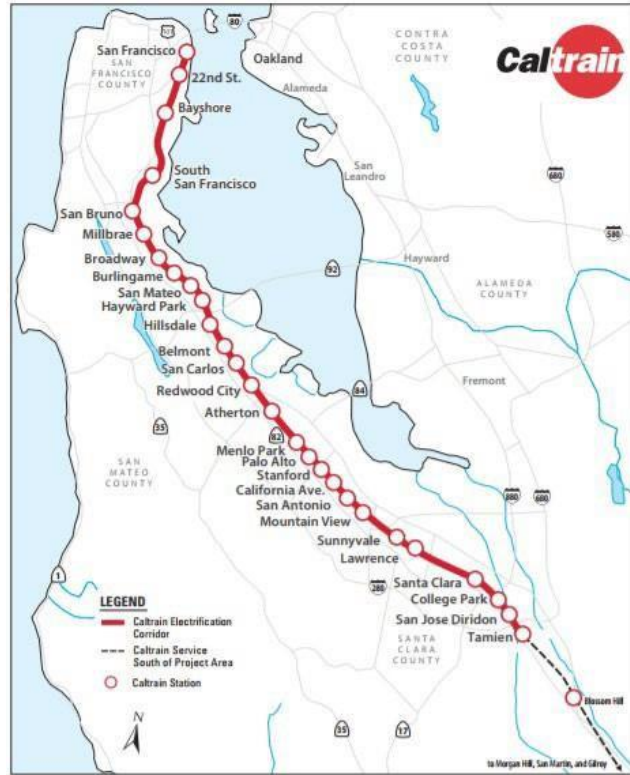 San Francisco
SAN
FRANCISCO
COUNTY
80
Oakland
Alameda
CONTRA
COSTA
COUNTY
Caltrain
22nd St.
Bayshore
South
San Francisco
San
Leandro
680
580
San Bruno
Millbrae
Broadway
Burlingame
San Mateo
Hayward Park
Hillsdale
92
Hayward
ALAMEDA
COUNTY
Belmont
San Carlos
Redwood City
Atherton
84
Fremont
35
82
Menlo Park
Palo Alto
Stanford
California Ave.
San Antonio
Mountain View
Sunnyvale
Lawrence
SAN
MATEO
COUNTY
880
680
1
280
Santa Clara
College Park
San Jose Diridon
Tamien
SANTA
CLARA
COUNTY
LEGEND
Caltrain Electrification
Corridor
Caltrain Service
South of Project Area
Caltrain Station
N
Blossom Hill
35
17
to Morgan Hill, San Martin, and Gilroy